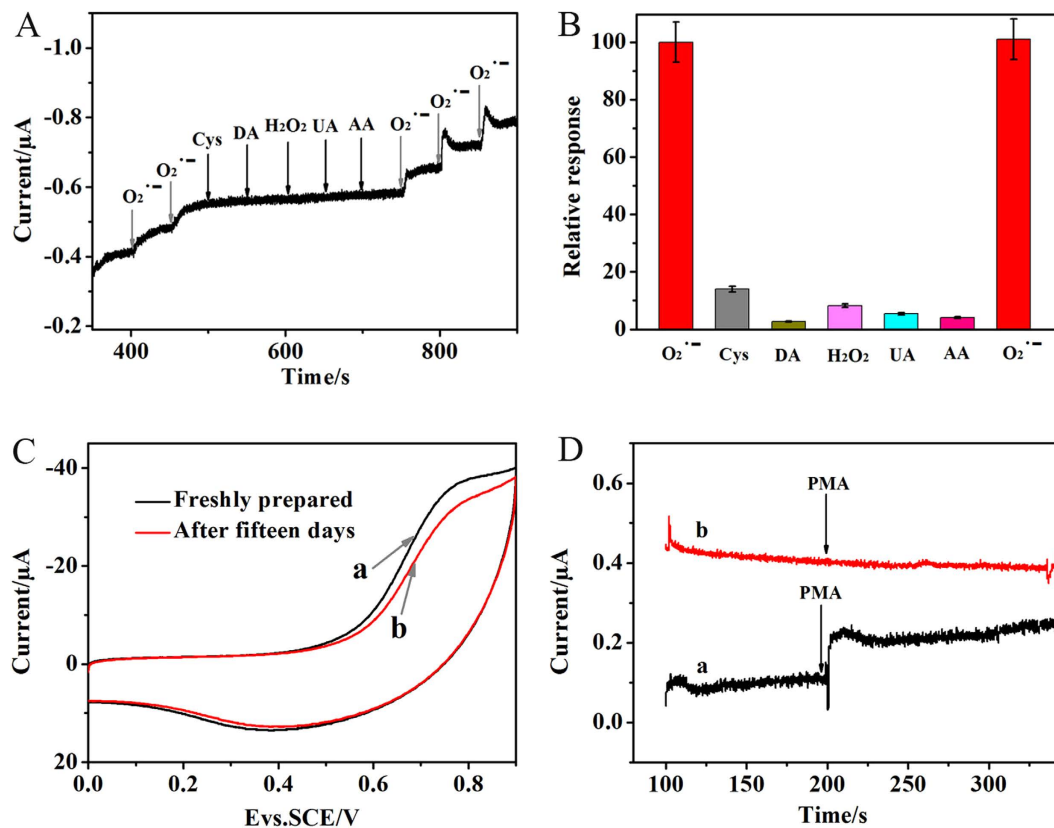 A
Current/μA
-1.0
-0.8
-0.6
-0.4
-0.2
O₂·⁻
O₂·⁻
Cys
DA
H₂O₂
UA
AA
O₂·⁻
O₂·⁻
O₂·⁻
400
600
800
Time/s
B
Relative response
100
80
60
40
20
0
O₂·⁻
Cys
DA
H₂O₂
UA
AA
O₂·⁻
C
Current/μA
-40
-20
0
20
Freshly prepared
After fifteen days
a
b
0.0
0.2
0.4
0.6
0.8
Evs.SCE/V
D
Current/μA
0.6
0.4
0.2
0.0
PMA
b
PMA
a
100
150
200
250
300
Time/s